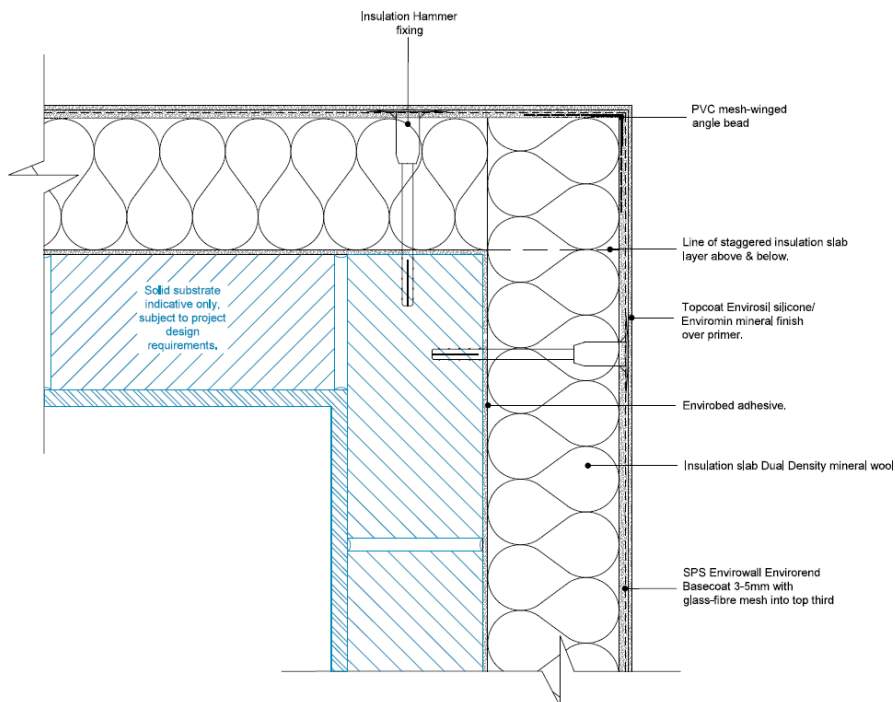 Insulation Hammer
fixing
PVC mesh-winged
angle bead
Line of staggered insulation slab
layer above & below.
Solid substrate
indicative only,
subject to project
design
requirements.
Topcoat Envirosil silicone/
Enviromin mineral finish
over primer.
Envirobed adhesive.
Insulation slab Dual Density mineral wool
SPS Envirowall Envirorend
Basecoat 3-5mm with
glass-fibre mesh into top third